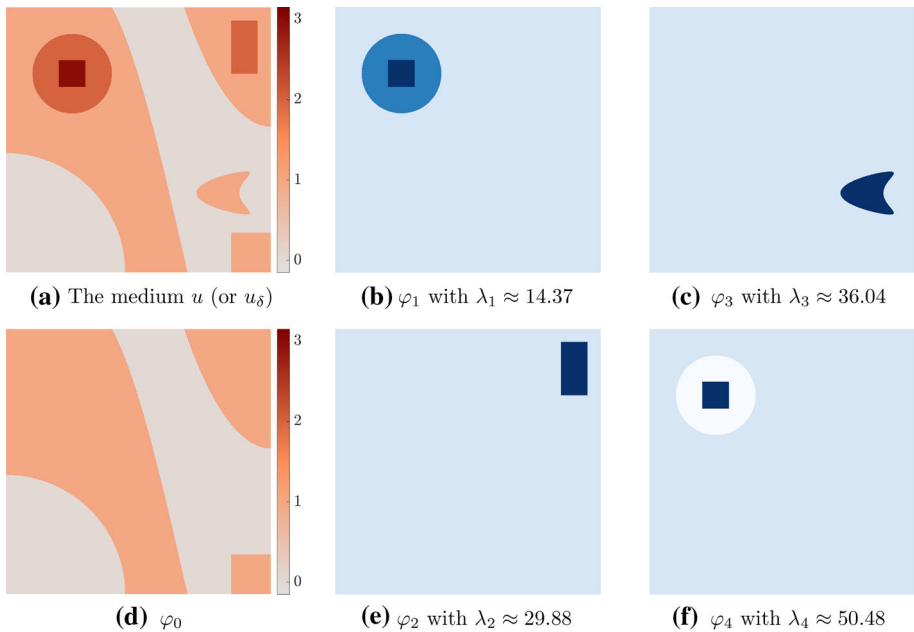 3
2
1
0
(a) The medium u (or u_δ)
(b) φ₁ with λ₁ ≈ 14.37
(c) φ₃ with λ₃ ≈ 36.04
3
2
1
0
(d) φ₀
(e) φ₂ with λ₂ ≈ 29.88
(f) φ₄ with λ₄ ≈ 50.48